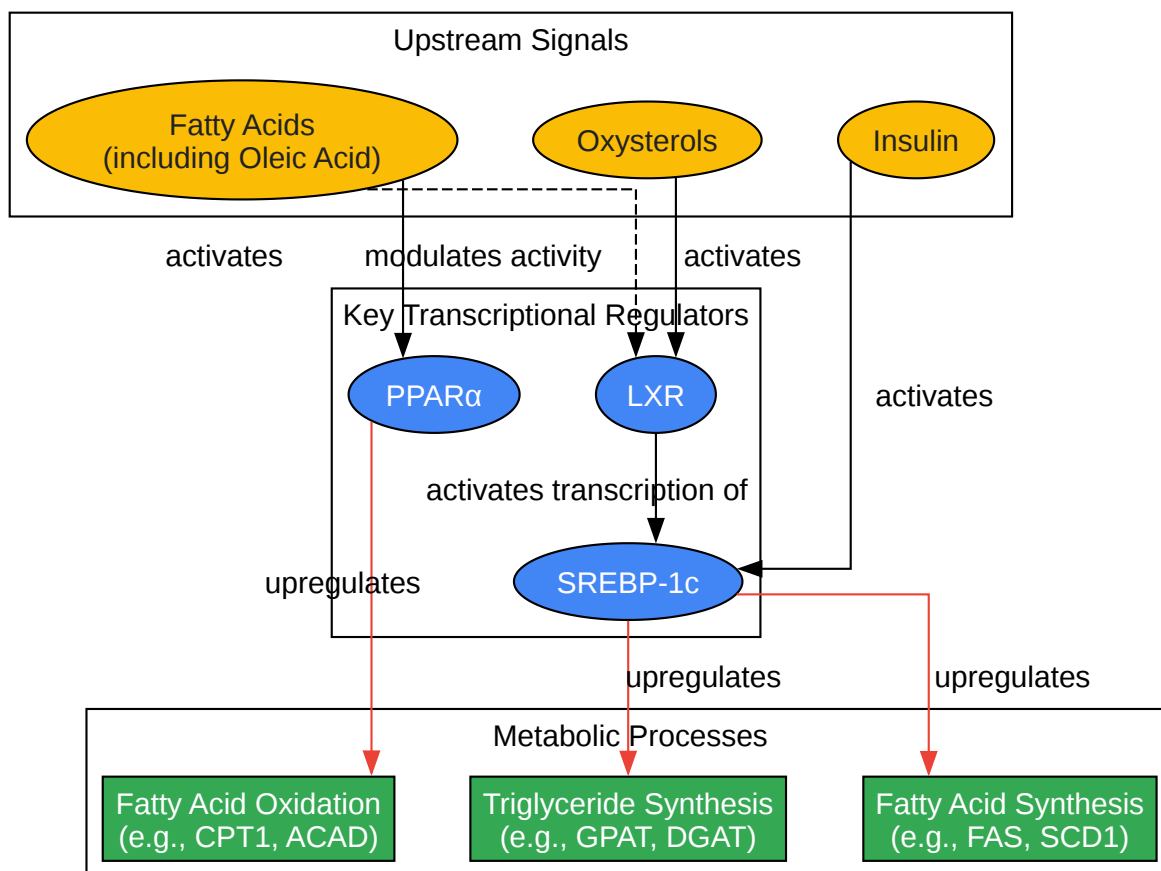 Upstream Signals
Fatty Acids
(including Oleic Acid)
Oxysterols
Insulin
activates
modulates activity
activates
Key Transcriptional Regulators
PPARα
LXR
activates
activates transcription of
upregulates
SREBP-1c
upregulates
upregulates
Metabolic Processes
Fatty Acid Oxidation
(e.g., CPT1, ACAD)
Triglyceride Synthesis
(e.g., GPAT, DGAT)
Fatty Acid Synthesis
(e.g., FAS, SCD1)